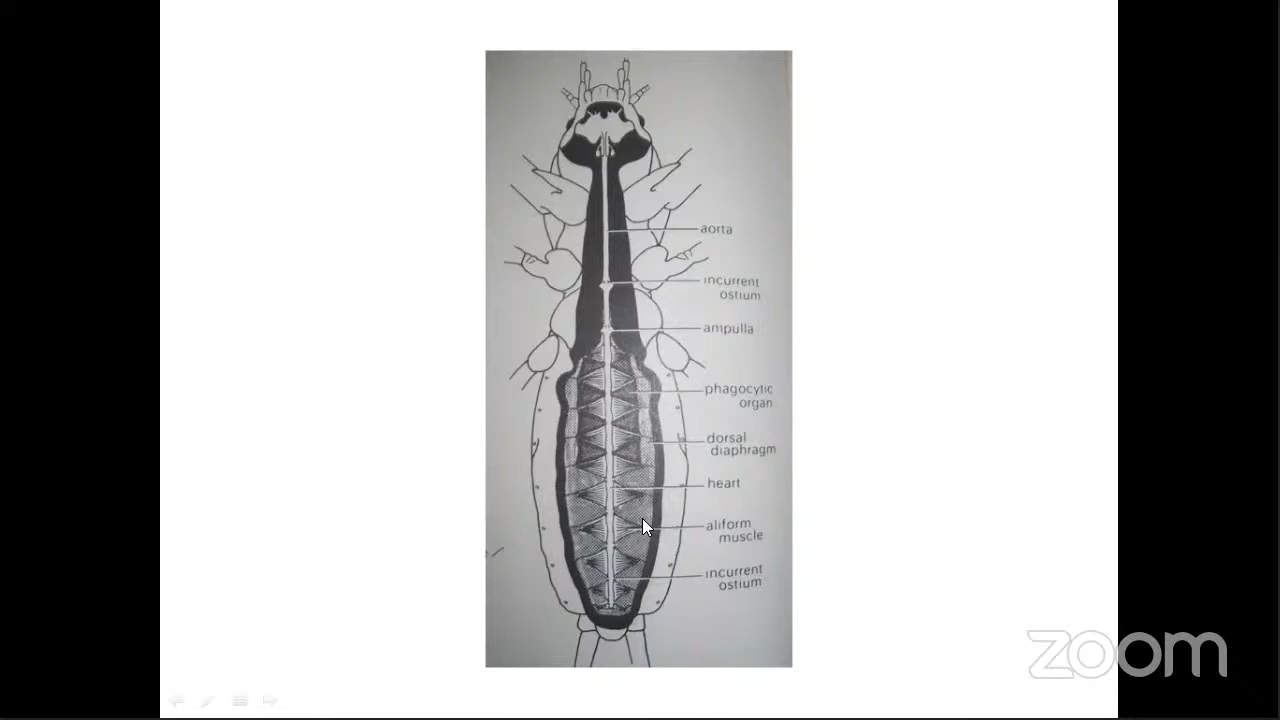 aorta
incurrent
ostium
ampulla
phagocytic
organ
dorsal
diaphragm
heart
aliform
muscle
incurrent
ostium
zoom